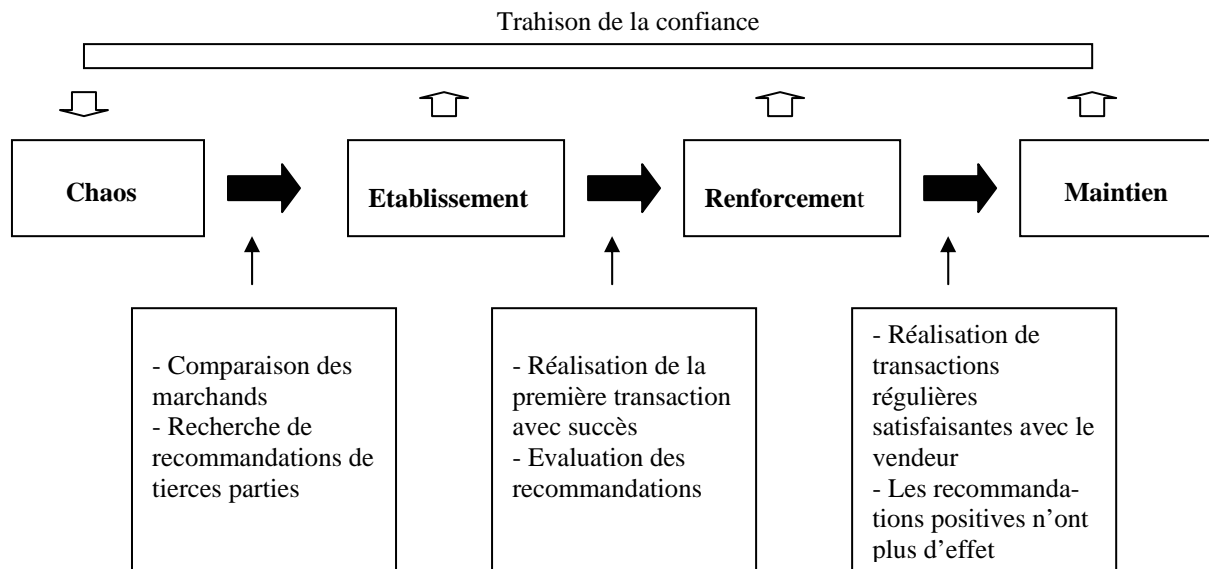 Trahison de la confiance
Chaos
Etablissement
Renforcement
Maintien
- Comparaison des
marchands
- Recherche de
recommandations de
tierces parties
- Réalisation de la
première transaction
avec succès
- Evaluation des
recommandations
- Réalisation de
transactions
régulières
satisfaisantes avec le
vendeur
- Les recommanda-
tions positives n’ont
plus d’effet